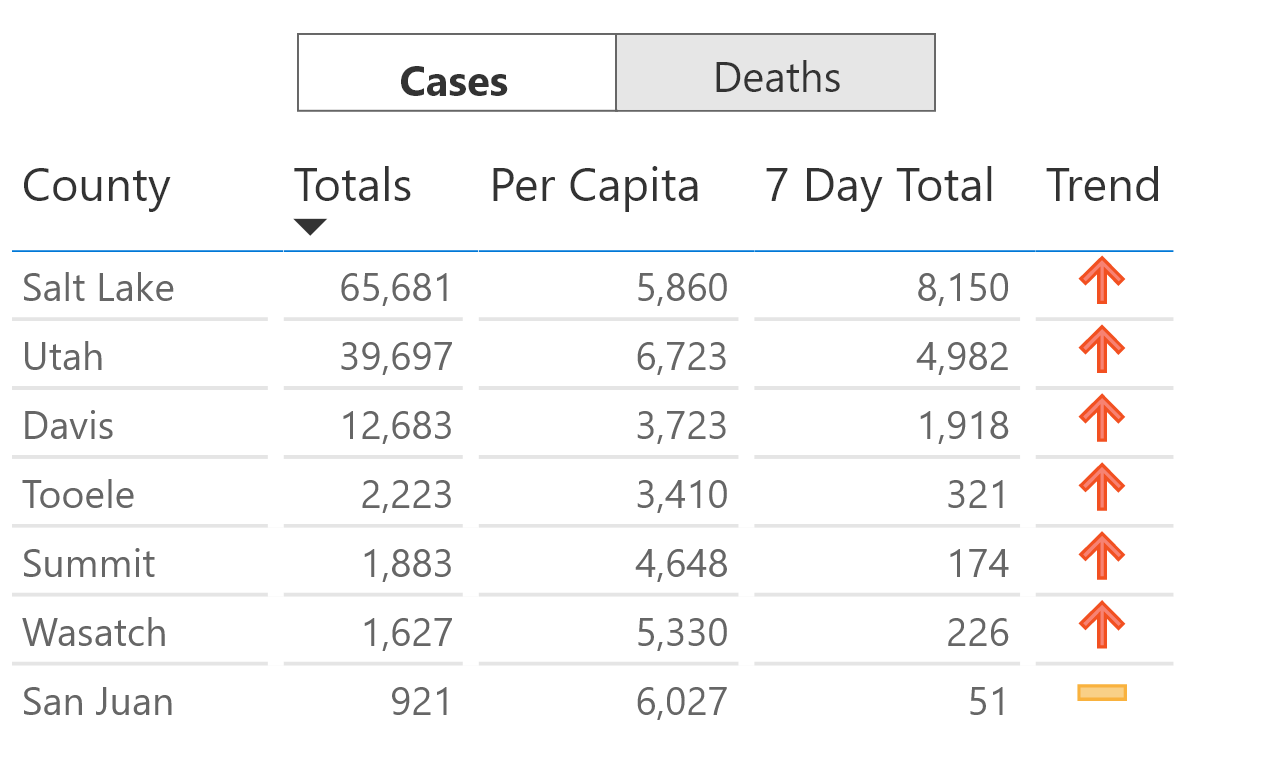 Cases Deaths
County Totals Per Capita 7 Day Total Trend
Salt Lake 65,681 5,860 8,150
Utah 39,697 6,723 4,982
Davis 12,683 3,723 1,918
Tooele 2,223 3,410 321
Summit 1,883 4,648 174
Wasatch 1,627 5,330 226
San Juan 921 6,027 51